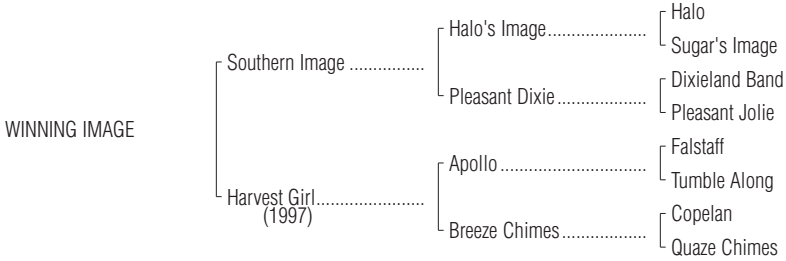 Halo
Halo's Image....................
Sugar's Image
Southern Image ................
Dixieland Band
Pleasant Dixie...................
Pleasant Jolie
WINNING IMAGE
Falstaff
Apollo ...............................
Tumble Along
Harvest Girl.......................
(1997)
Copelan
Breeze Chimes..................
Quaze Chimes